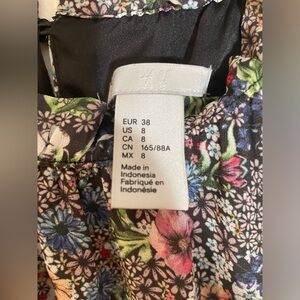 EUR 38
US 8
CA 8
CN 165/88A
MX 8
Made in
Indonesia
Fabriqué en
Indonésie